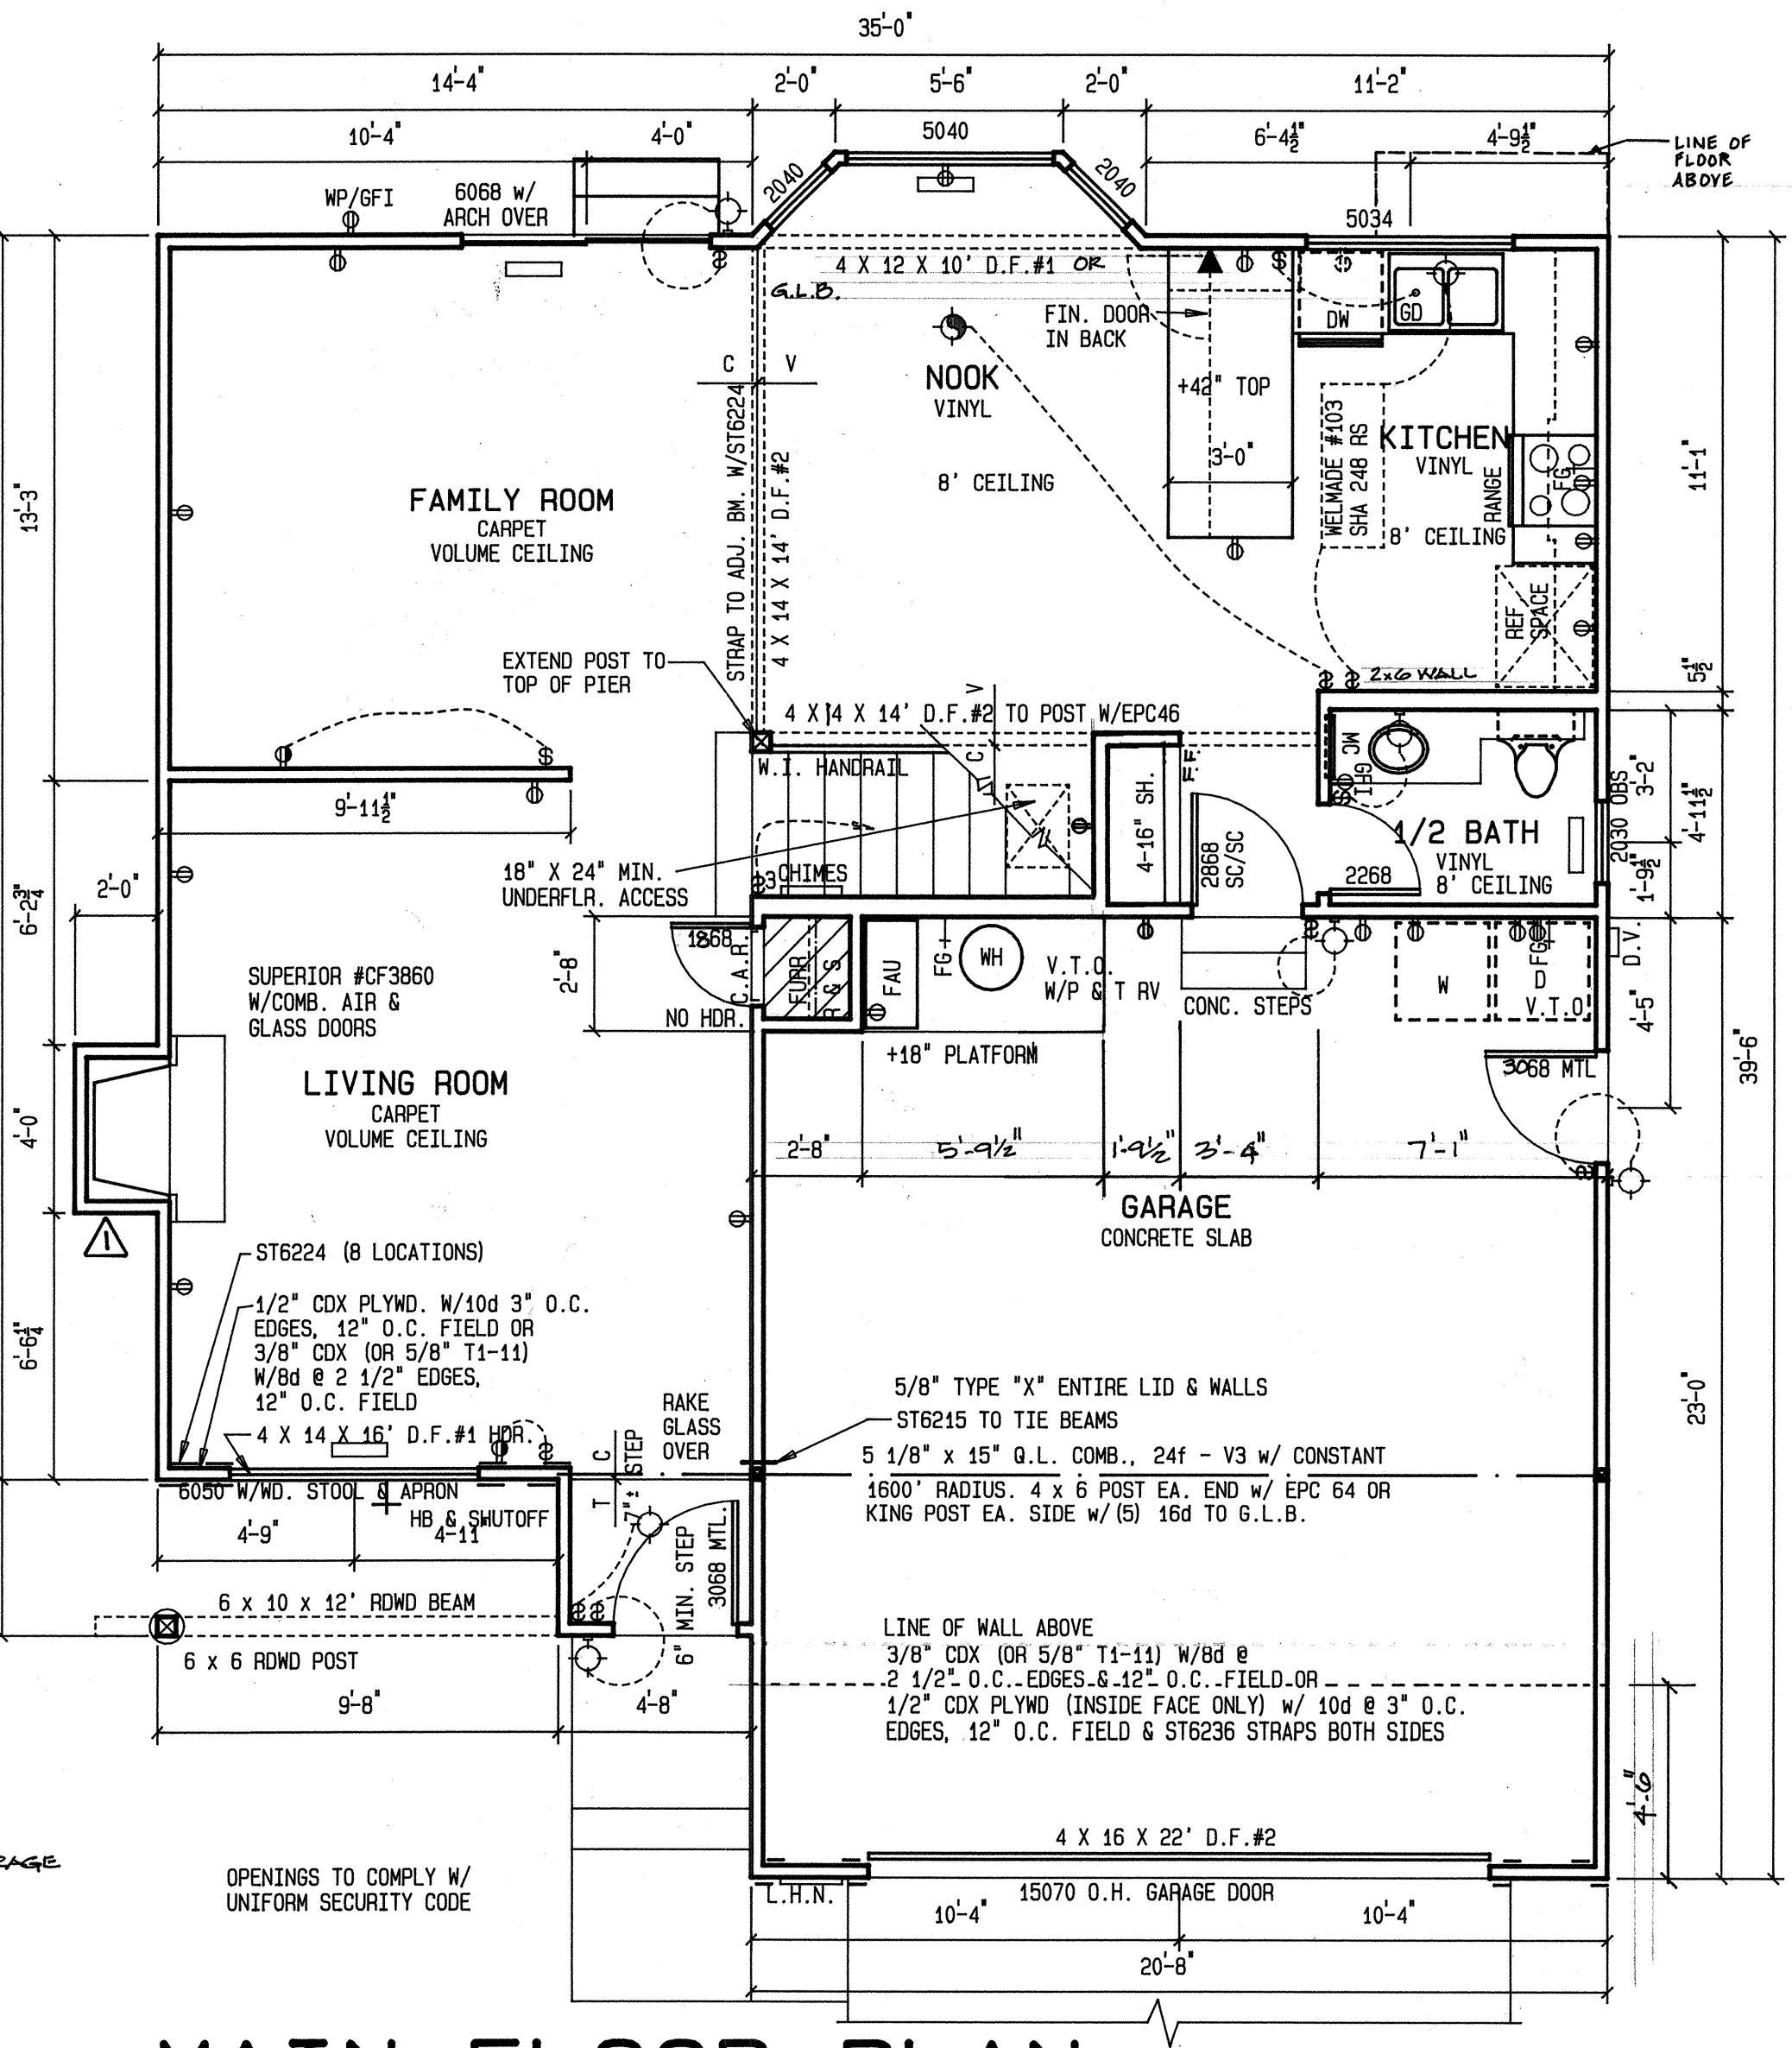 35'-0"
14'-4"
2'-0"
5'-6"
2'-0"
11'-2"
10'-4"
4'-0"
5040
6'-4½"
4'-9½"
LINE OF
FLOOR
ABOVE
2040
2040
WP/GFI
6068 W/
ARCH OVER
5034
4 X 12 X 10' D.F.#1 OR
G.L.B.
FIN. DOOR
IN BACK
DW
GD
C
V
NOOK
VINYL
8' CEILING
+42" TOP
3'-0"
WELMADE #103
SHA 248 RS
KITCHEN
VINYL
8' CEILING
RANGE
FG
REF
SPACE
2x6 WALL
FAMILY ROOM
CARPET
VOLUME CEILING
STRAP TO ADJ. BM. W/ST6224
4 X 14 X 14' D.F.#2
13'-3"
11'-1"
5½"
EXTEND POST TO
TOP OF PIER
V
C
4 X 14 X 14' D.F.#2 TO POST W/EPC46
W.I. HANDRAIL
F.F.
4-16" SH.
MC
GFI
2030 OBS
3'-2"
4'-11½"
1'-9½"
1/2 BATH
VINYL
8' CEILING
2268
2868
SC/SC
9'-11½"
18" X 24" MIN.
UNDERFLR. ACCESS
3
CHIMES
2'-0"
6'-2¾"
1868
C.A.R.
FURR
R S
S
2'-8"
NO HDR.
FAU
FG
WH
V.T.O.
W/P & T RV
CONC. STEPS
W
FG
D
V.T.O.
D.V.
4'-5"
39'-6"
SUPERIOR #CF3860
W/COMB. AIR &
GLASS DOORS
+18" PLATFORM
3068 MTL
LIVING ROOM
CARPET
VOLUME CEILING
4'-0"
2'-8"
5'-9½"
1'-9½"
3'-4"
7'-1"
GARAGE
CONCRETE SLAB
1
ST6224 (8 LOCATIONS)
1/2" CDX PLYWD. W/10d 3" O.C.
EDGES, 12" O.C. FIELD OR
3/8" CDX (OR 5/8" T1-11)
W/8d @ 2 1/2" EDGES,
12" O.C. FIELD
6'-6¼"
4 X 14 X 16' D.F.#1 HDR.
RAKE
GLASS
OVER
5/8" TYPE "X" ENTIRE LID & WALLS
ST6215 TO TIE BEAMS
5 1/8" x 15" Q.L. COMB., 24f - V3 w/ CONSTANT
1600' RADIUS. 4 x 6 POST EA. END w/ EPC 64 OR
KING POST EA. SIDE w/(5) 16d TO G.L.B.
23'-0"
C
T
STEP
7"±
6050 W/WD. STOOL & APRON
HB & SHUTOFF
4'-9"
4'-11"
3068 MTL.
6" MIN. STEP
6 x 10 x 12' RDWD BEAM
6 x 6 RDWD POST
9'-8"
4'-8"
LINE OF WALL ABOVE
3/8" CDX (OR 5/8" T1-11) W/8d @
2 1/2" O.C. EDGES & 12" O.C. FIELD OR
1/2" CDX PLYWD (INSIDE FACE ONLY) w/ 10d @ 3" O.C.
EDGES, 12" O.C. FIELD & ST6236 STRAPS BOTH SIDES
4'-6"
4 X 16 X 22' D.F.#2
OPENINGS TO COMPLY W/
UNIFORM SECURITY CODE
L.H.N.
15070 O.H. GARAGE DOOR
10'-4"
10'-4"
20'-8"
MAIN FLOOR PLAN